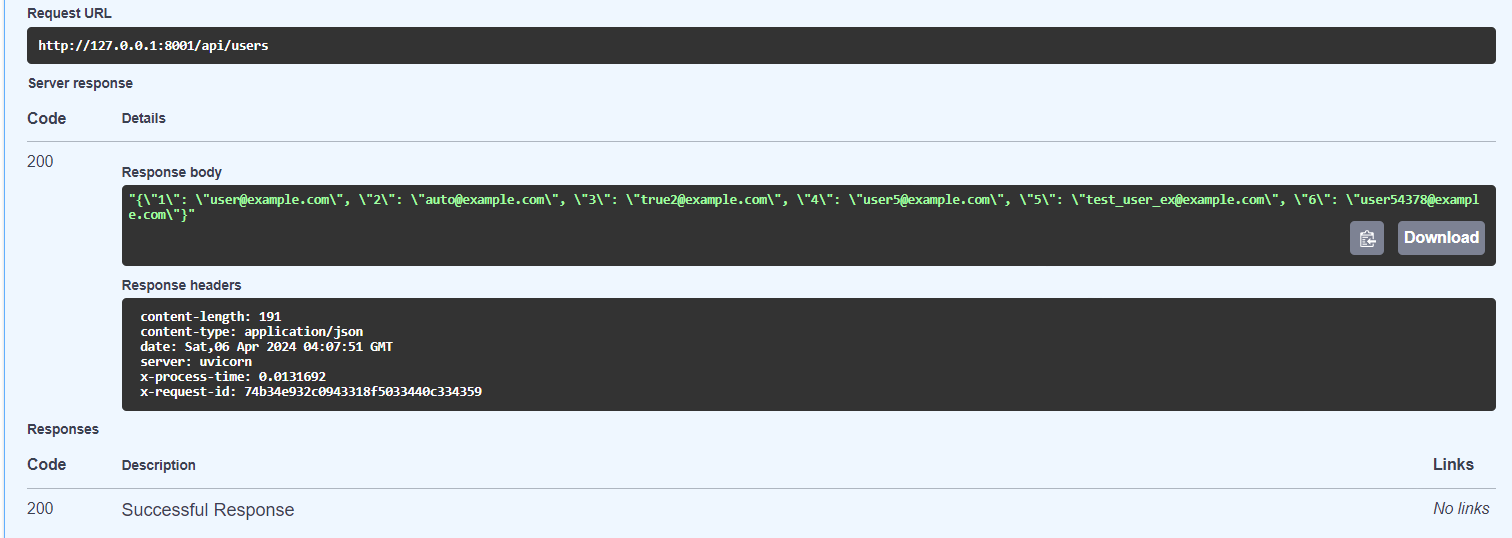 Request URL
http://127.0.0.1:8001/api/users
Server response
Code Details
200
Response body
"{\"1\": \"user@example.com\", \"2\": \"auto@example.com\", \"3\": \"true2@example.com\", \"4\": \"user5@example.com\", \"5\": \"test_user_ex@example.com\", \"6\": \"user54378@exampl
e.com\"}"
Download
Response headers
content-length: 191
content-type: application/json
date: Sat,06 Apr 2024 04:07:51 GMT
server: uvicorn
x-process-time: 0.0131692
x-request-id: 74b34e932c0943318f5033440c334359
Responses
Code Description Links
200 Successful Response No links